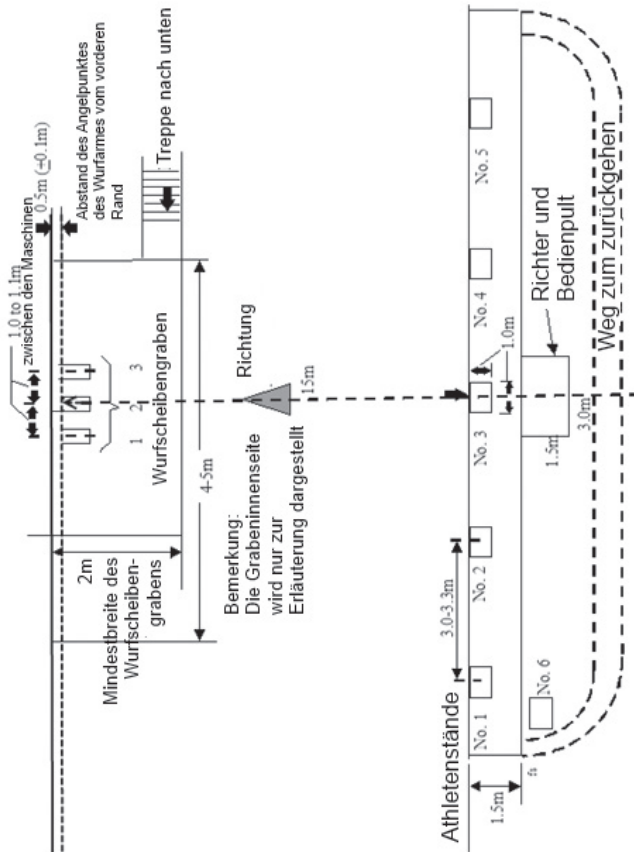 1.0 to 1.1m
zwischen den Maschinen
0.5m (±0.1m)
Abstand des Angelpunktes
des Wurfarmes vom vorderen
Rand
Treppe nach unten
1
2
3
Wurfscheibengraben
2m
Mindestbreite des
Wurfscheiben-
grabens
4-5m
Richtung
15m
Bemerkung:
Die Grabeninnenseite
wird nur zur
Erläuterung dargestellt
Athletenstände
No. 1
No. 2
No. 3
No. 4
No. 5
No. 6
3.0-3.3m
1.0m
1.5m
1.5m
3.0m
Richter und
Bedienpult
Weg zum zurückgehen